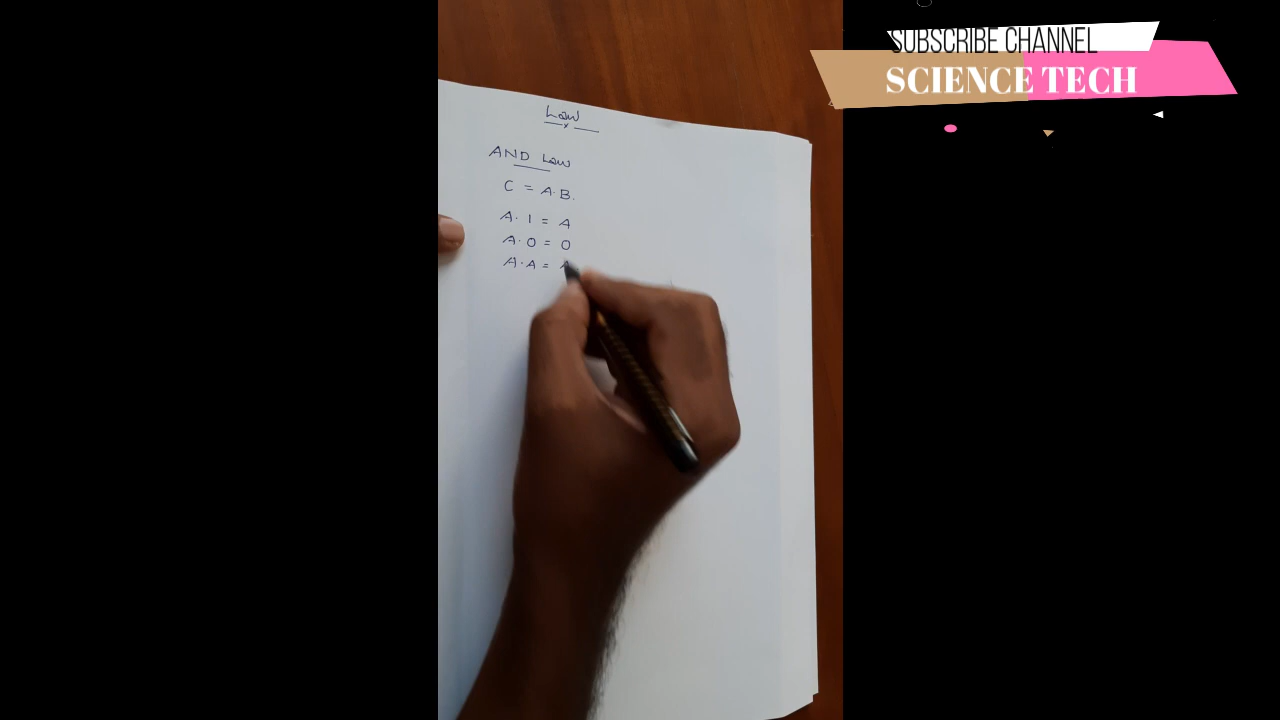 SUBSCRIBE CHANNEL
SCIENCE TECH
Law
AND Law
C = A.B.
A. 1 = A
A. 0 = 0
A. A = A